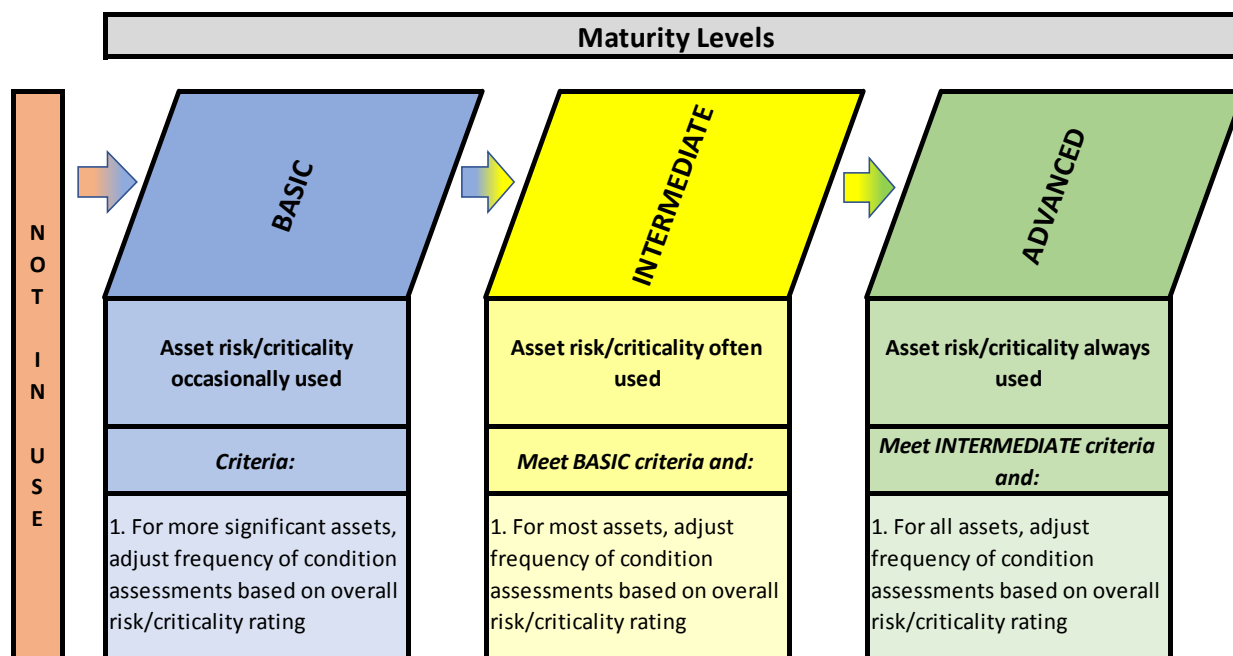 Maturity Levels
NOT IN USE
BASIC
INTERMEDIATE
ADVANCED
Asset risk/criticality
occasionally used
Asset risk/criticality often
used
Asset risk/criticality always
used
Criteria:
Meet BASIC criteria and:
Meet INTERMEDIATE criteria
and:
1. For more significant assets,
adjust frequency of condition
assessments based on overall
risk/criticality rating
1. For most assets, adjust
frequency of condition
assessments based on overall
risk/criticality rating
1. For all assets, adjust
frequency of condition
assessments based on overall
risk/criticality rating